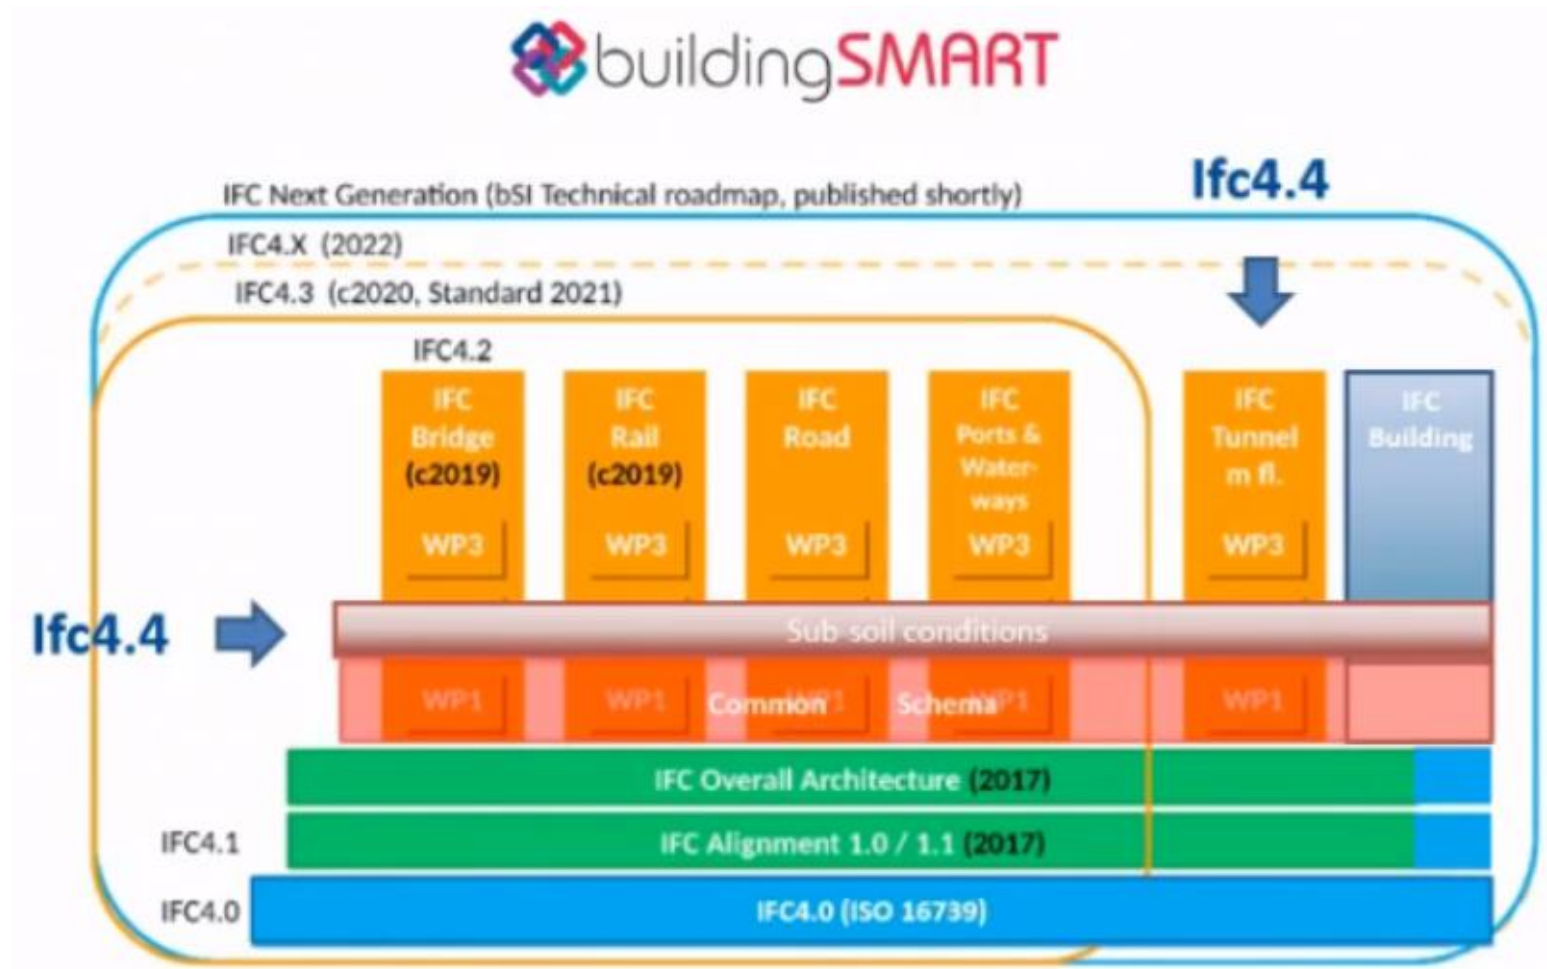 buildingSMART
Ifc4.4
IFC Next Generation (bSI Technical roadmap, published shortly)
IFC4.X (2022)
IFC4.3 (c2020, Standard 2021)
IFC4.2
IFC
Bridge
(c2019)
WP3
IFC
Rail
(c2019)
WP3
IFC
Road
WP3
IFC
Ports &
Water-
ways
WP3
IFC
Tunnel
m fl.
WP3
IFC
Building
Ifc4.4
Sub soil conditions
WP1
WP1
WP1
WP1
WP1
Common Schema
IFC Overall Architecture (2017)
IFC4.1
IFC Alignment 1.0 / 1.1 (2017)
IFC4.0
IFC4.0 (ISO 16739)